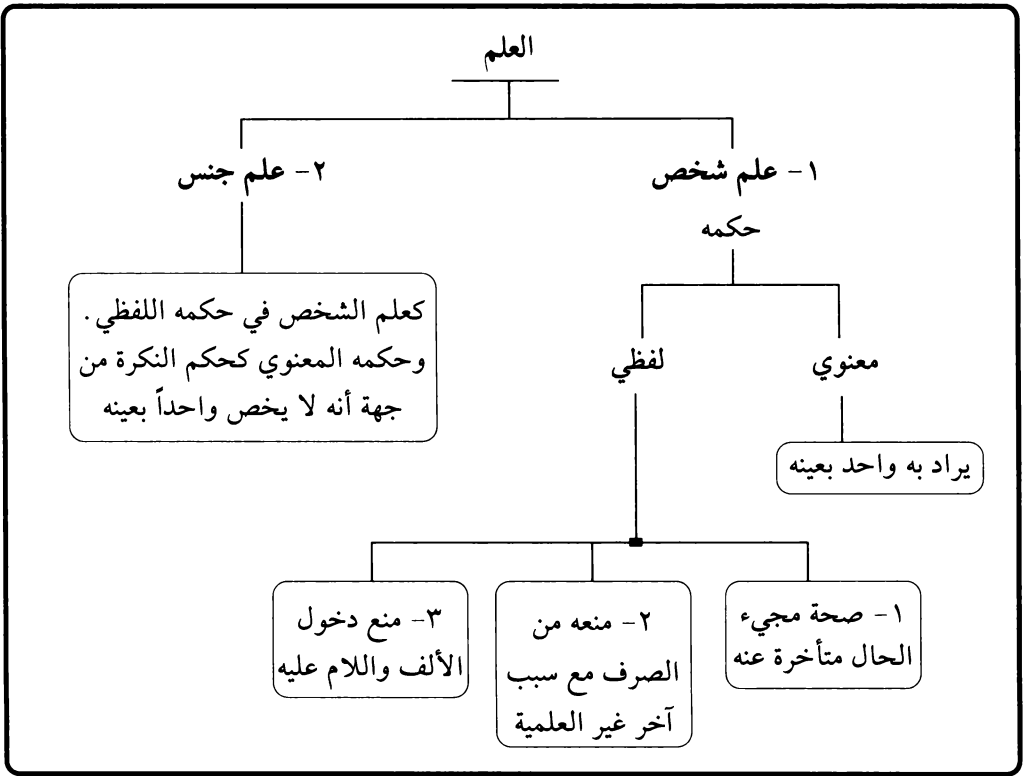 العلم
١- علم شخص
٢- علم جنس
حكمه
كعلم الشخص في حكمه اللفظي.
وحكمه المعنوي كحكم النكرة من
جهة أنه لا يخص واحداً بعينه
معنوي
لفظي
يراد به واحد بعينه
١- صحة مجيء
الحال متأخرة عنه
٢- منعه من
الصرف مع سبب
آخر غير العلمية
٣- منع دخول
الألف واللام عليه